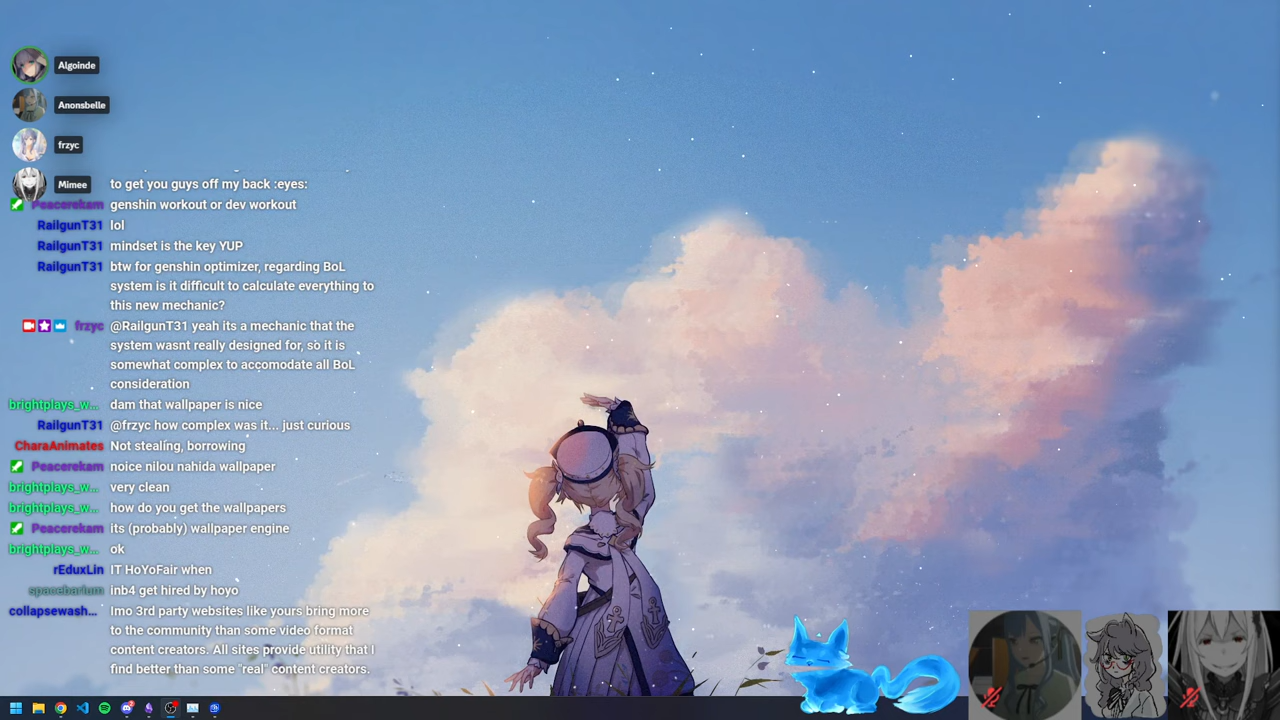 Algoinde
Anonsbelle
frzyc
Mimee
to get you guys off my back :eyes:
Peacerekam genshin workout or dev workout
RailgunT31 lol
RailgunT31 mindset is the key YUP
RailgunT31 btw for genshin optimizer, regarding BoL
system is it difficult to calculate everything to
this new mechanic?
frzyc @RailgunT31 yeah its a mechanic that the
system wasnt really designed for, so it is
somewhat complex to accomodate all BoL
consideration
brightplays_w... dam that wallpaper is nice
RailgunT31 @frzyc how complex was it... just curious
CharaAnimates Not stealing, borrowing
Peacerekam noice nilou nahida wallpaper
brightplays_w... very clean
brightplays_w... how do you get the wallpapers
Peacerekam its (probably) wallpaper engine
brightplays_w... ok
rEduxLin IT HoYoFair when
spacebarium inb4 get hired by hoyo
collapsewash... Imo 3rd party websites like yours bring more
to the community than some video format
content creators. All sites provide utility that I
find better than some "real" content creators.